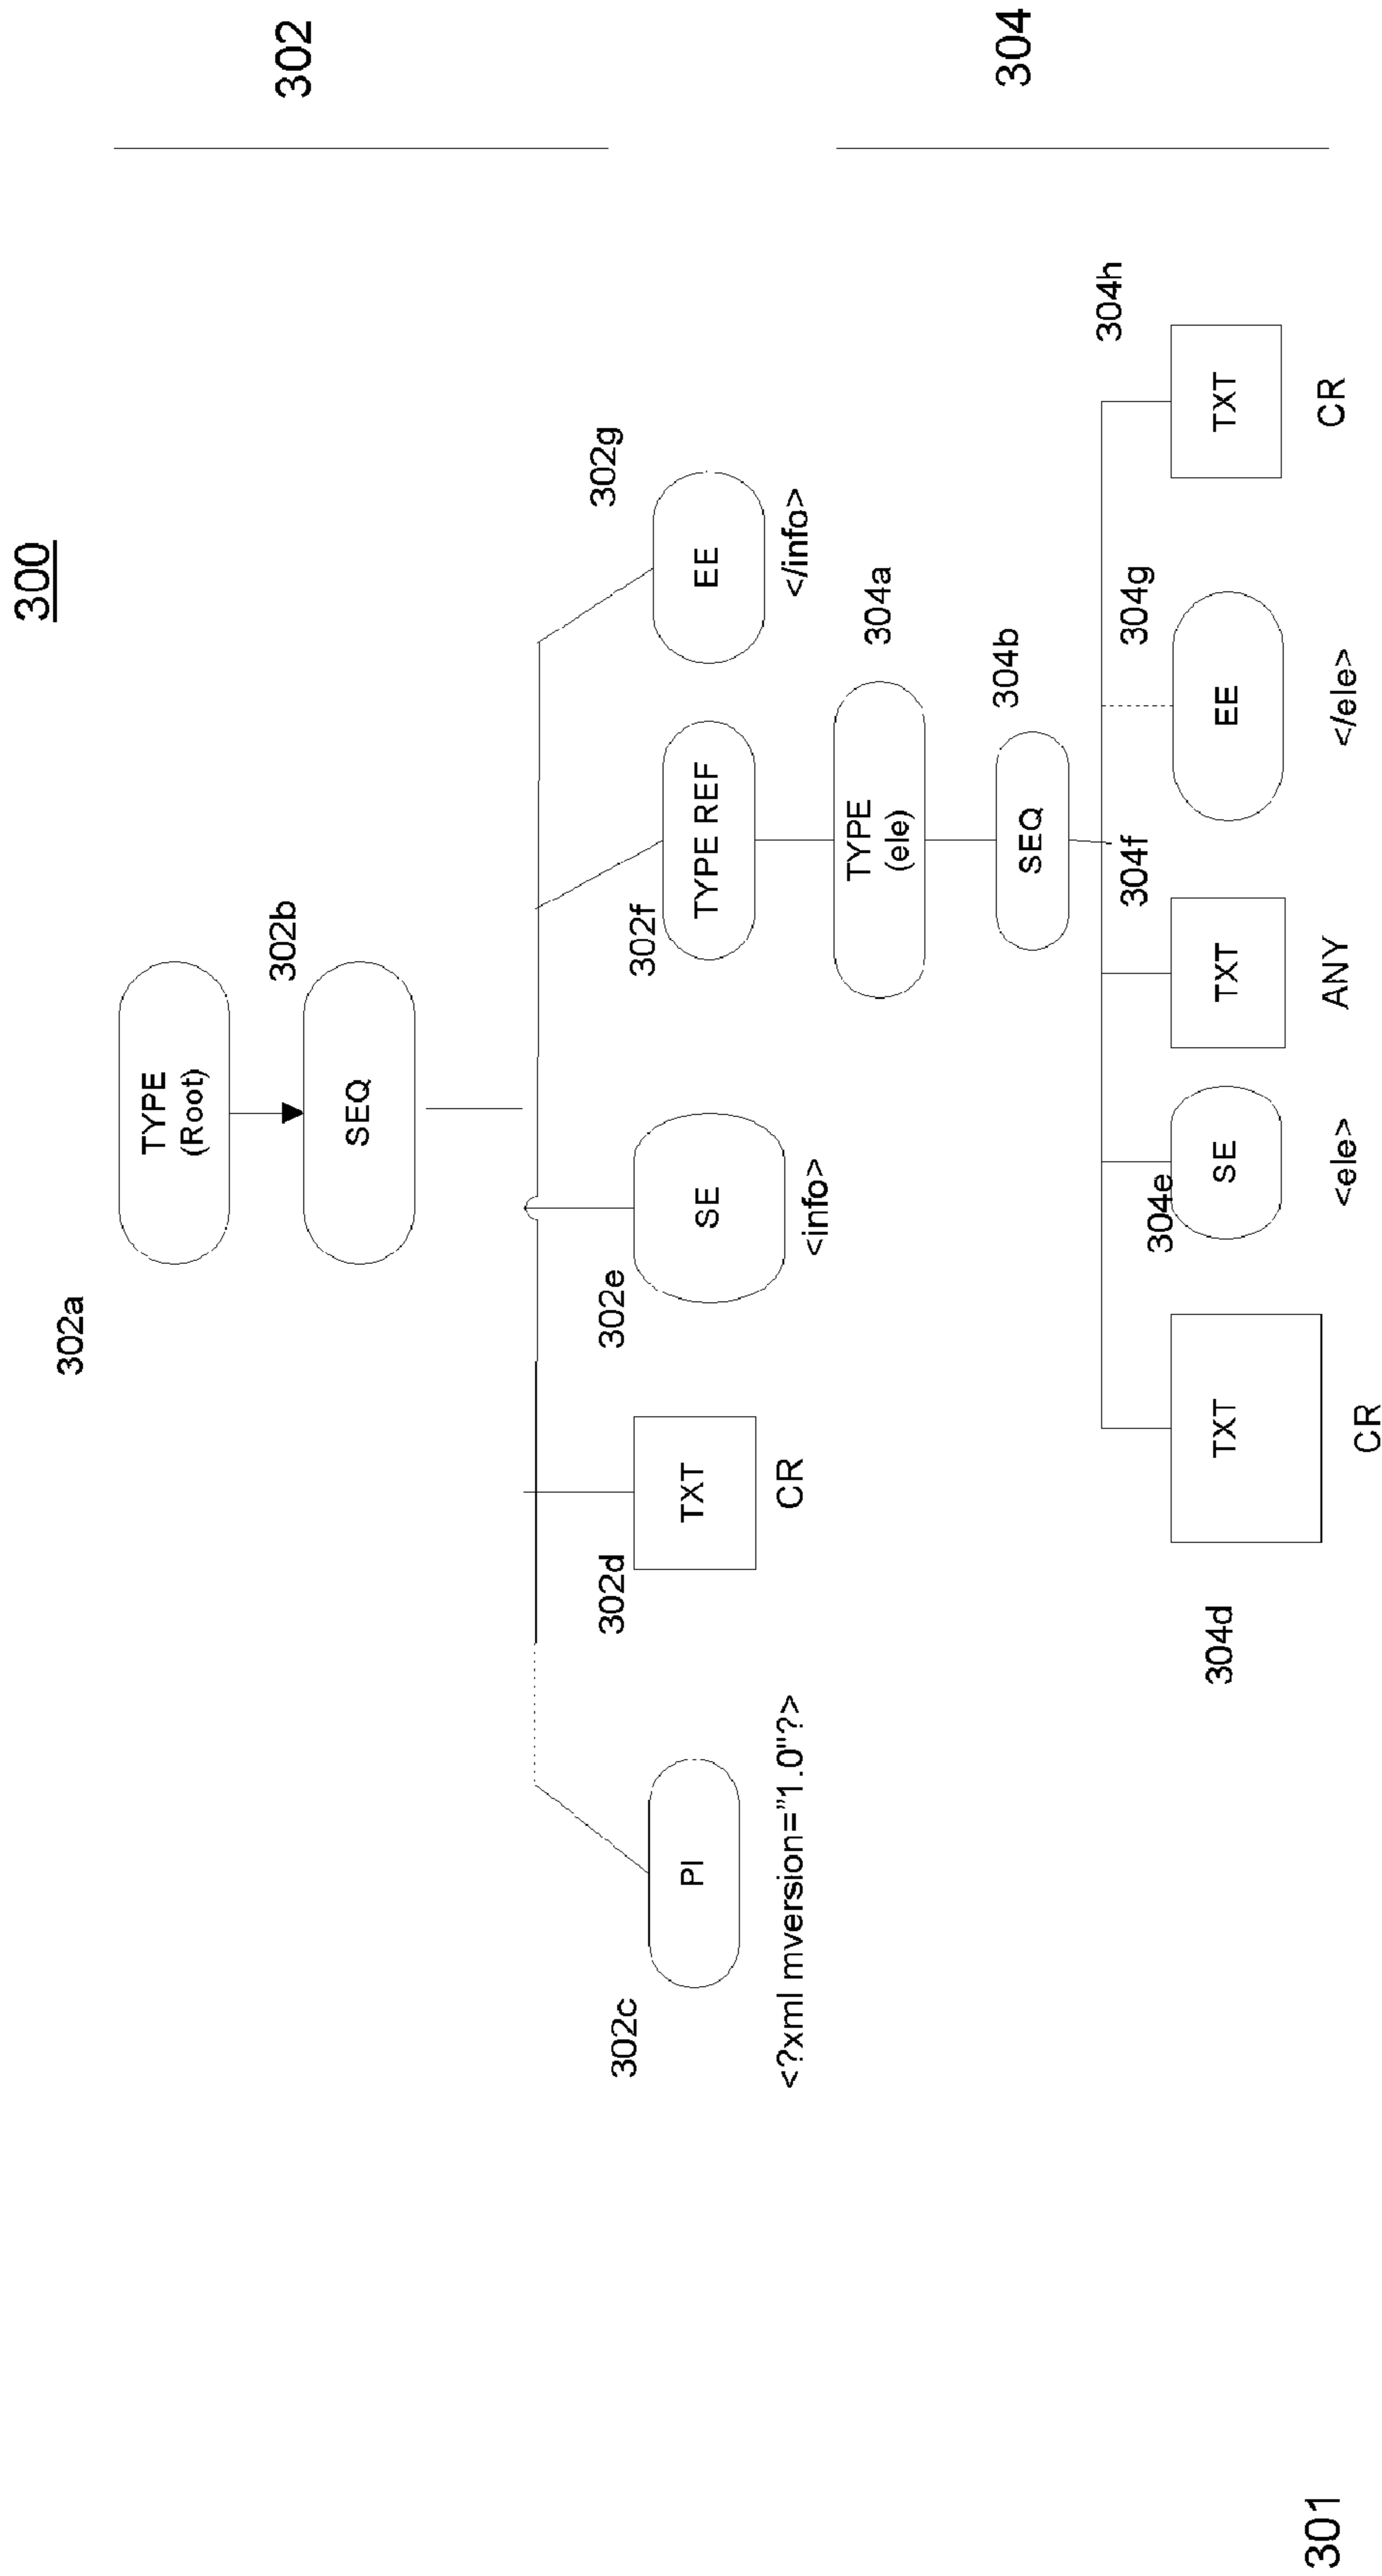 300
302a
TYPE
(Root)
302
302b
SEQ
302c
PI
<?xml mversion="1.0"?>
302d
TXT
CR
302e
SE
<info>
302f
TYPE REF
302g
EE
</info>
304a
TYPE
(ele)
304
304b
SEQ
304d
TXT
CR
304e
SE
<ele>
304f
TXT
ANY
304g
EE
</ele>
304h
TXT
CR
301